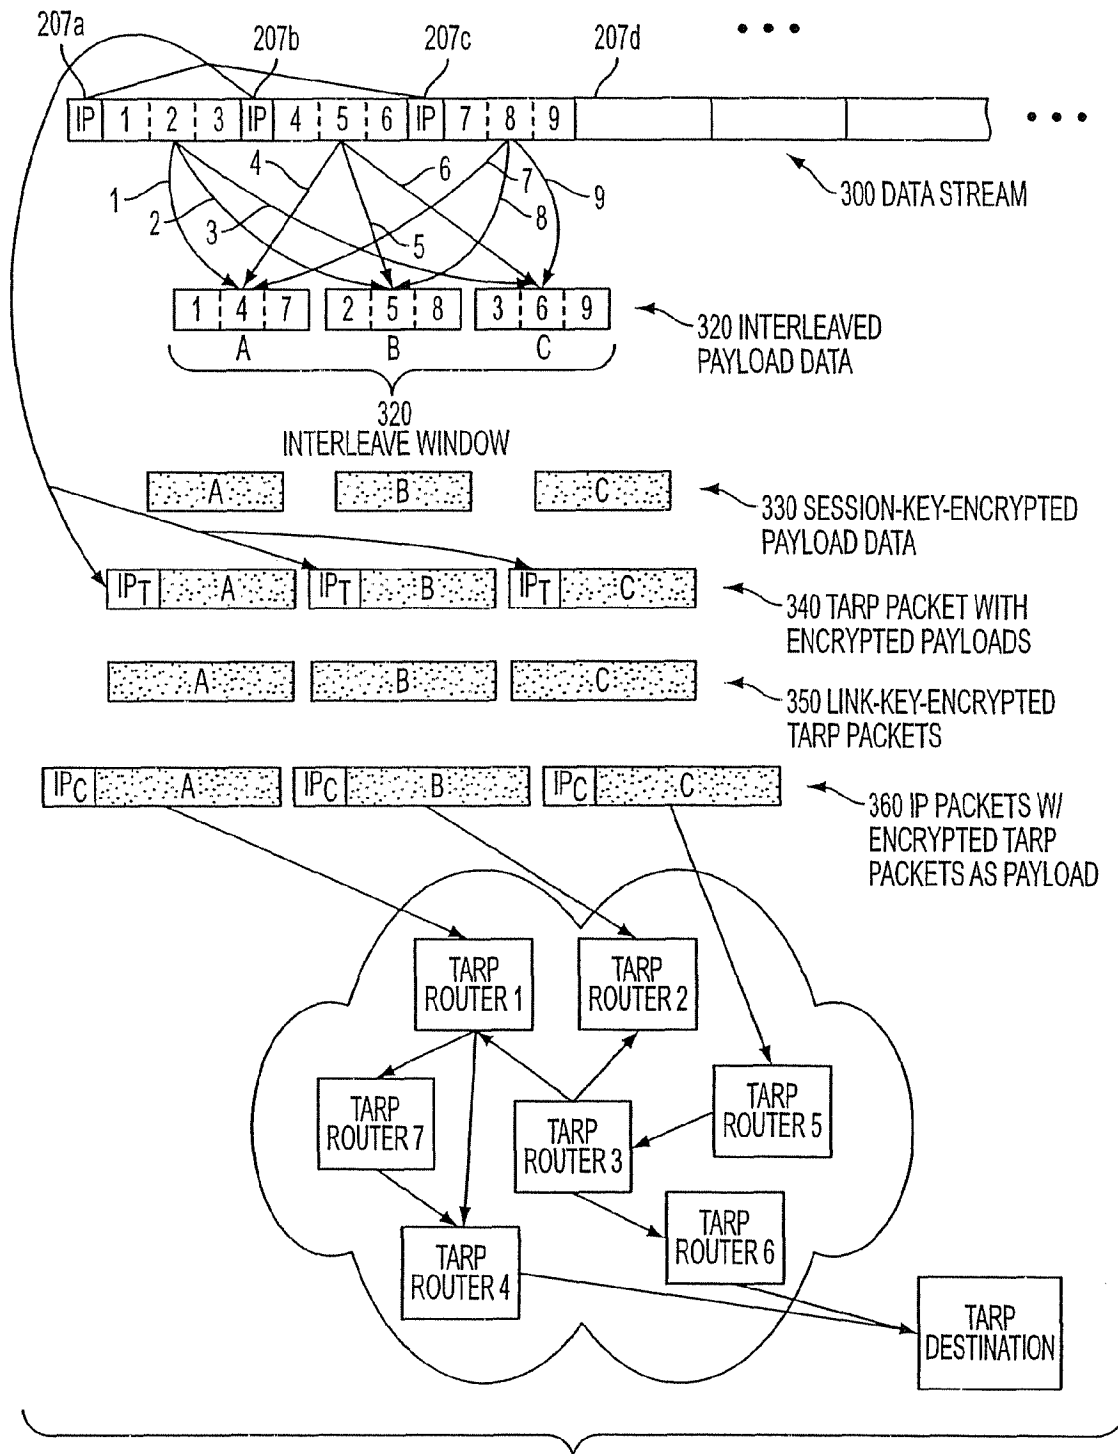 207a
207b
207c
207d
• • •
IP 1 2 3 IP 4 5 6 IP 7 8 9
• • •
300 DATA STREAM
1
2
3
4
5
6
7
8
9
1 4 7
2 5 8
3 6 9
A
B
C
320 INTERLEAVED
PAYLOAD DATA
320
INTERLEAVE WINDOW
A
B
C
330 SESSION-KEY-ENCRYPTED
PAYLOAD DATA
IPT A
IPT B
IPT C
340 TARP PACKET WITH
ENCRYPTED PAYLOADS
A
B
C
350 LINK-KEY-ENCRYPTED
TARP PACKETS
IPC A
IPC B
IPC C
360 IP PACKETS W/
ENCRYPTED TARP
PACKETS AS PAYLOAD
TARP
ROUTER 1
TARP
ROUTER 2
TARP
ROUTER 7
TARP
ROUTER 3
TARP
ROUTER 5
TARP
ROUTER 4
TARP
ROUTER 6
TARP
DESTINATION